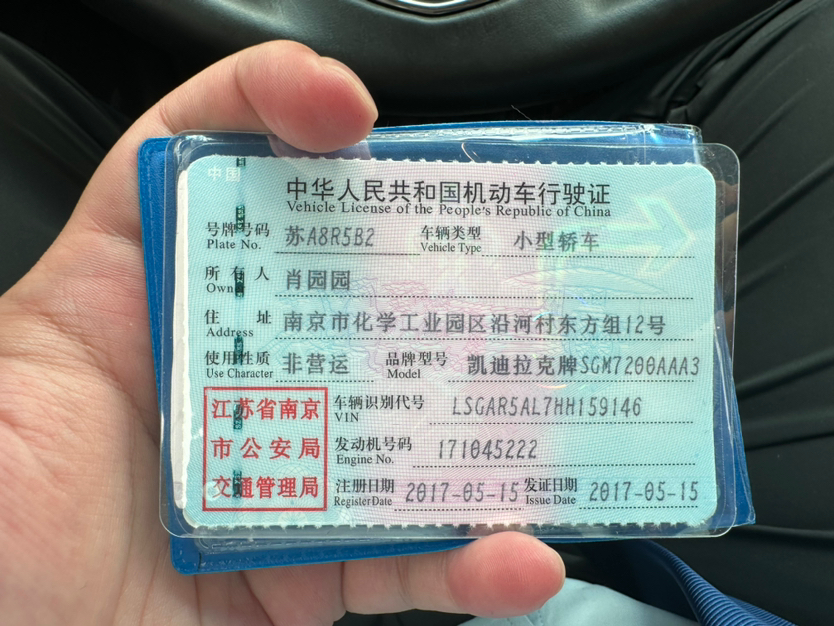 中国
中华人民共和国机动车行驶证
Vehicle License of the People's Republic of China
号牌号码 苏A8R5B2 车辆类型 小型轿车
Plate No. Vehicle Type
所有人 肖园园
Owner
住址 南京市化学工业园区沿河村东方组12号
Address
使用性质 非营运 品牌型号 凯迪拉克牌SGM7200AAA3
Use Character Model
江苏省南京 车辆识别代号 LSGAR5AL7HH159146
VIN
市公安局 发动机号码 171045222
Engine No.
交通管理局 注册日期 2017-05-15 发证日期 2017-05-15
Register Date Issue Date